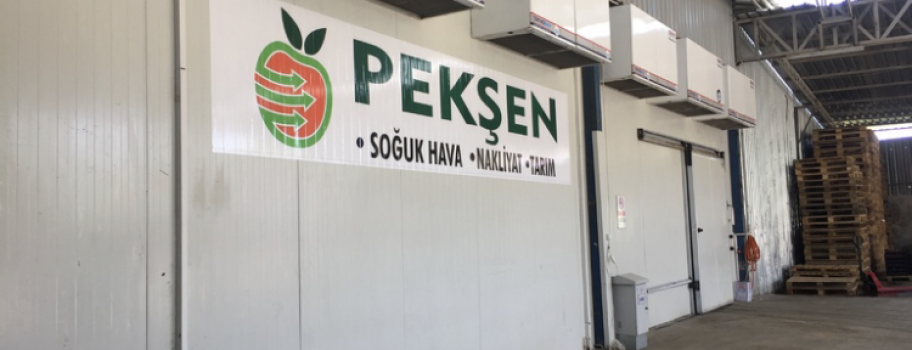 PEKŞEN
• SOĞUK HAVA • NAKLİYAT • TARIM